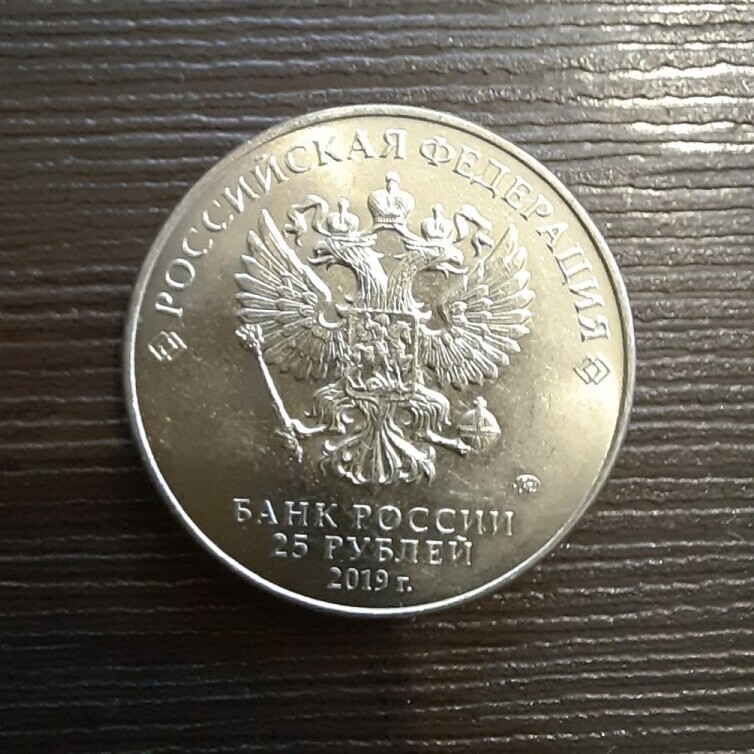 РОССИЙСКАЯ ФЕДЕРАЦИЯ
БАНК РОССИИ
25 РУБЛЕЙ
2019 г.